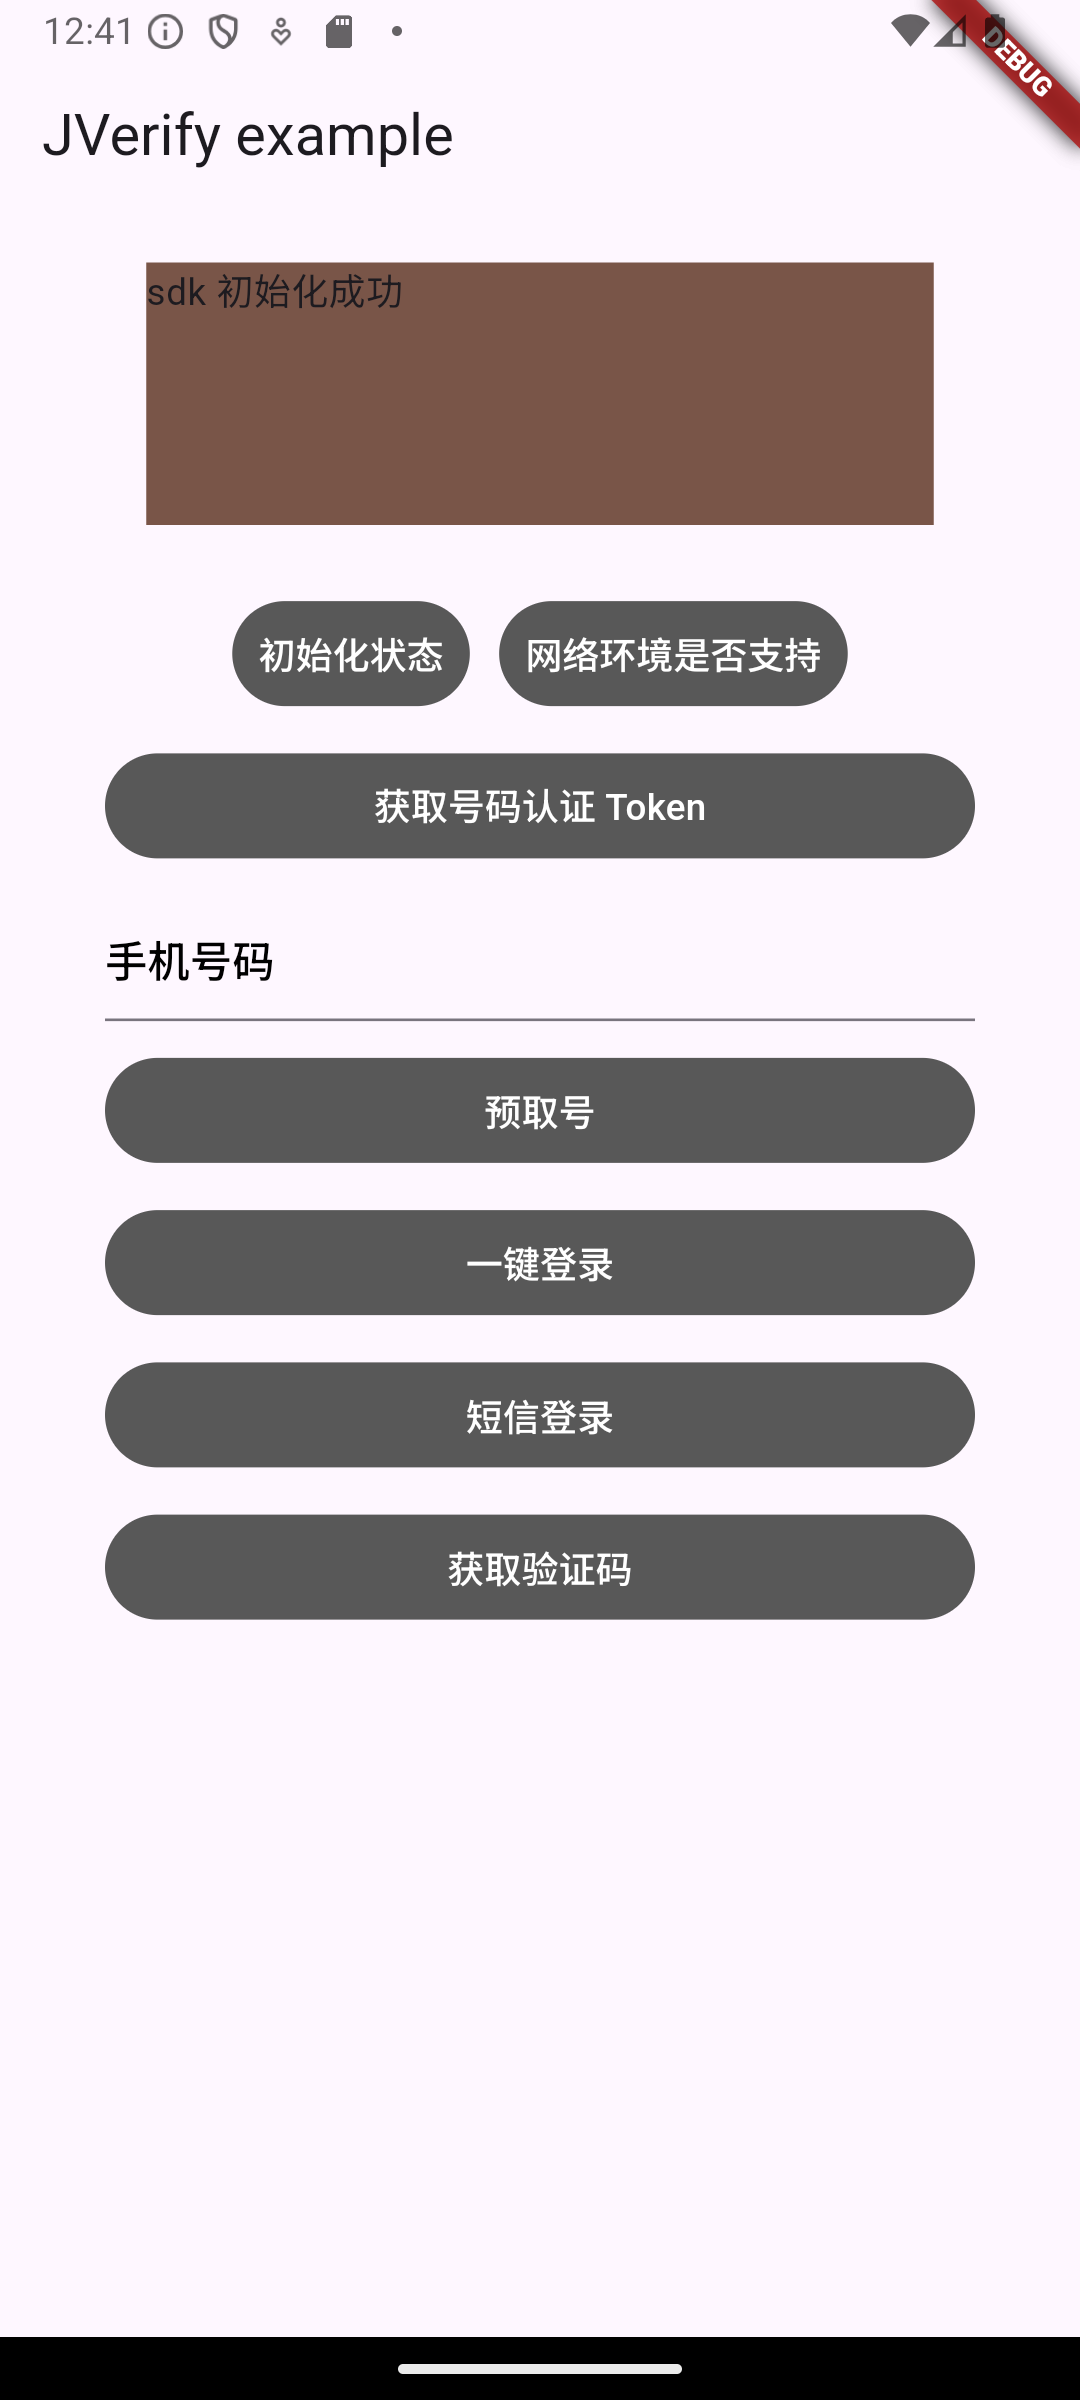 12:41
DEBUG
JVerify example
sdk 初始化成功
初始化状态
网络环境是否支持
获取号码认证 Token
手机号码
预取号
一键登录
短信登录
获取验证码